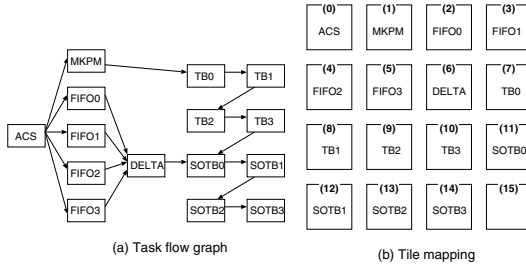 MKPM
FIFO0
FIFO1
FIFO2
FIFO3
ACS
DELTA
TB0
TB1
TB2
TB3
SOTB0
SOTB1
SOTB2
SOTB3
(a) Task flow graph
(0) (1) (2) (3)
ACS MKPM FIFO0 FIFO1
(4) (5) (6) (7)
FIFO2 FIFO3 DELTA TB0
(8) (9) (10) (11)
TB1 TB2 TB3 SOTB0
(12) (13) (14) (15)
SOTB1 SOTB2 SOTB3
(b) Tile mapping